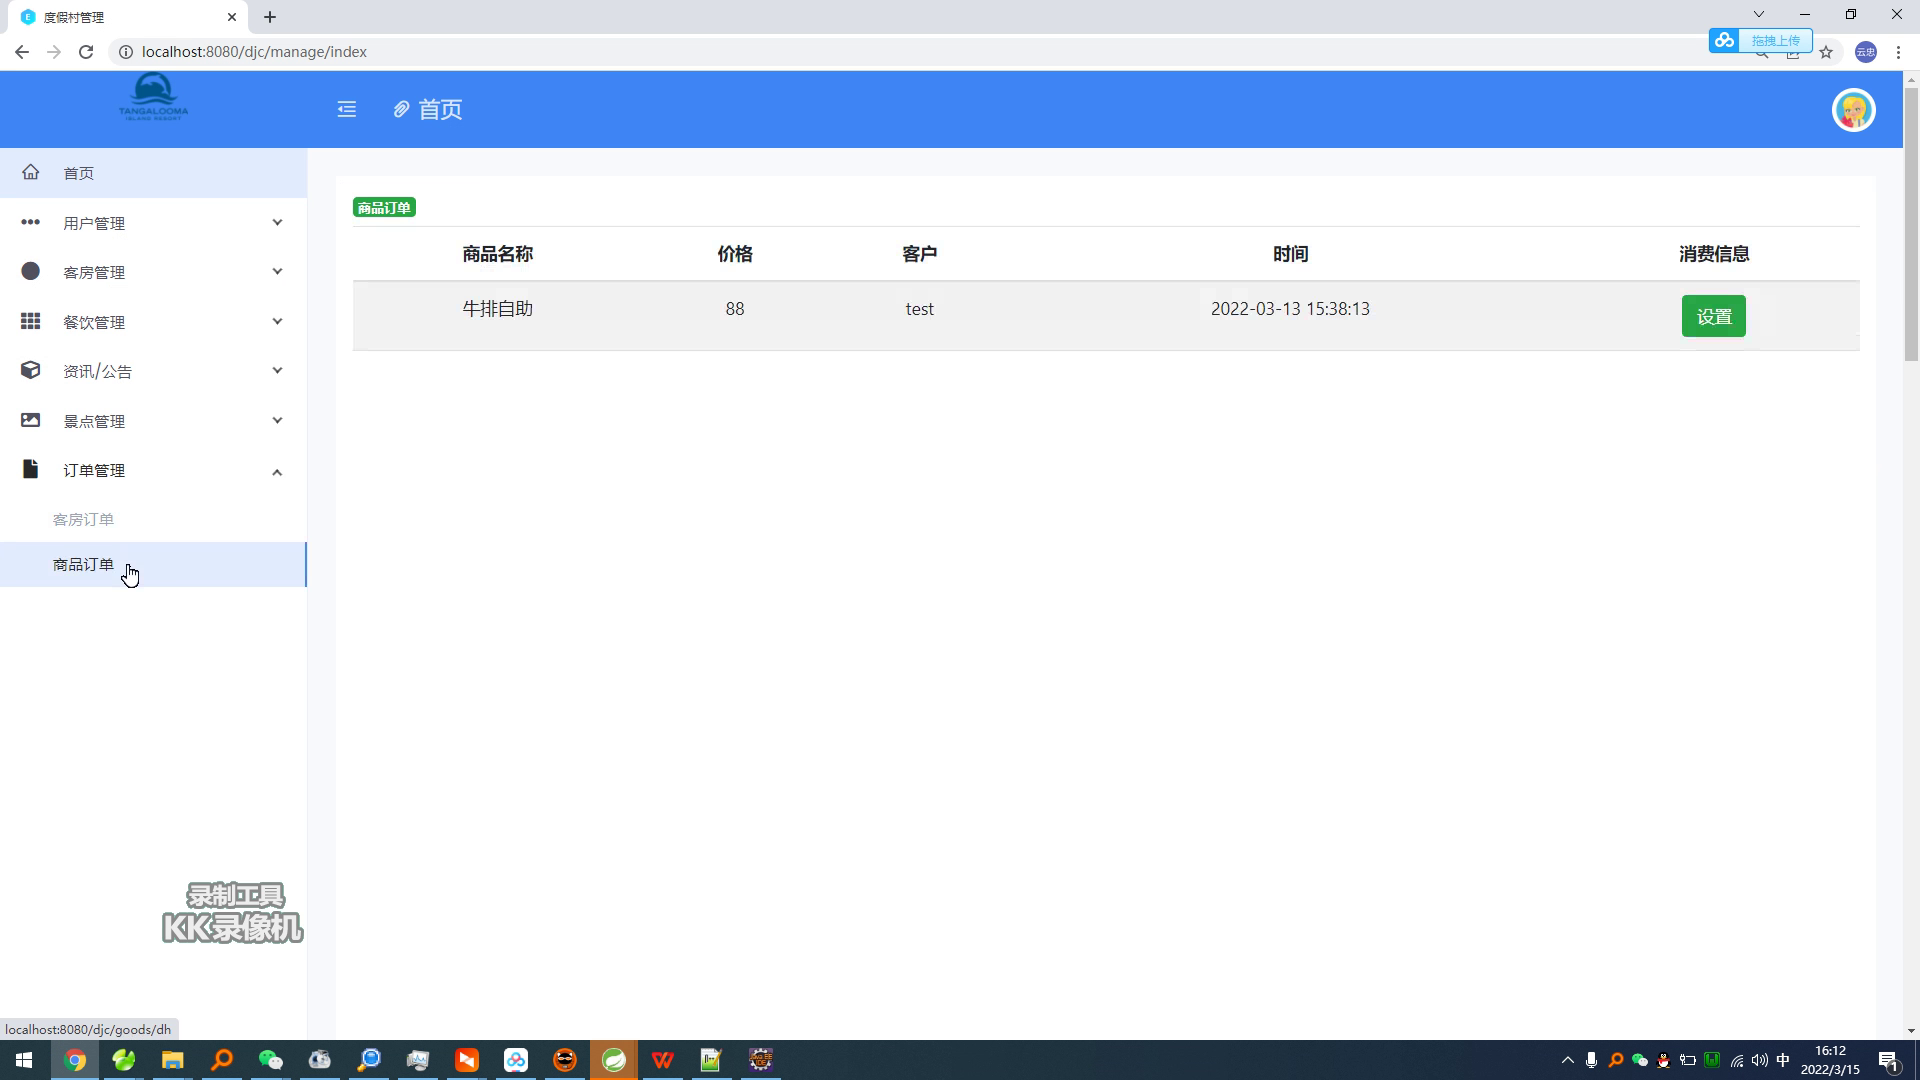 度假村管理
localhost:8080/djc/manage/index
拖拽上传
云忠
TANGALOOMA
ISLAND RESORT
首页
首页
用户管理
客房管理
餐饮管理
资讯/公告
景点管理
订单管理
客房订单
商品订单
商品订单
商品名称 价格 客户 时间 消费信息
牛排自助 88 test 2022-03-13 15:38:13 设置
录制工具
KK录像机
localhost:8080/djc/goods/dh
中
16:12
2022/3/15
1